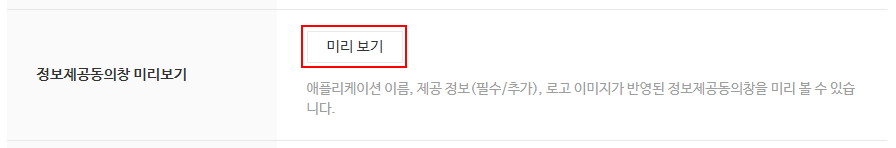 미리 보기
정보제공동의창 미리보기
애플리케이션 이름, 제공 정보(필수/추가), 로고 이미지가 반영된 정보제공동의창을 미리 볼 수 있습
니다.